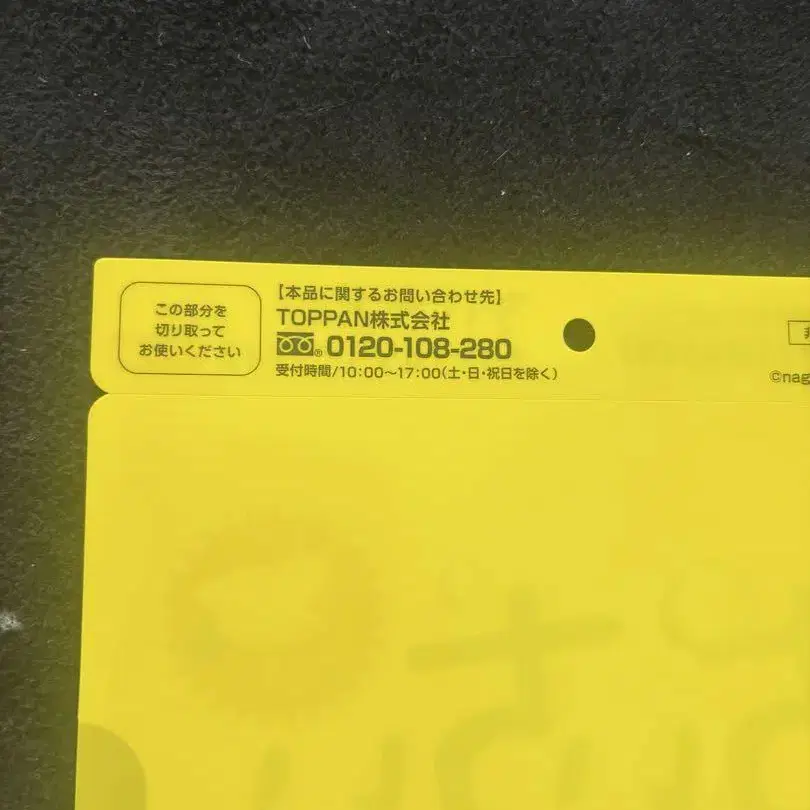 この部分を
切り取って
お使いください
【本品に関するお問い合わせ先】
TOPPAN株式会社
® 0120-108-280
受付時間/10:00～17:00(土・日・祝日を除く)
©nag